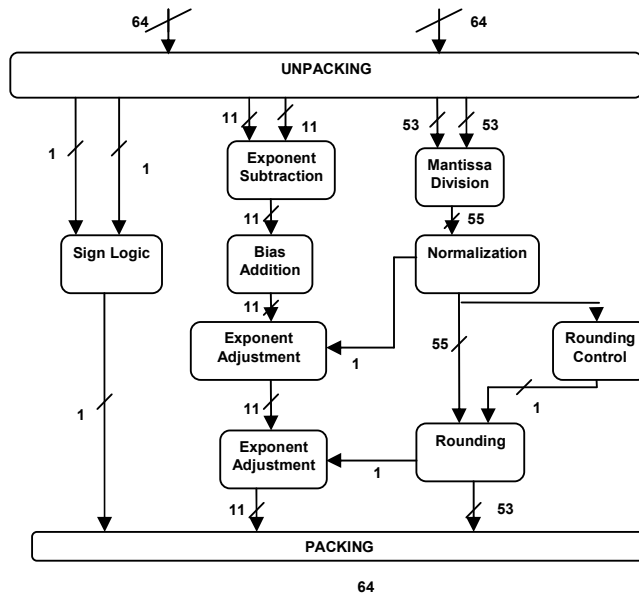 64
64
UNPACKING
11
11
53
53
1
1
Exponent
Subtraction
Mantissa
Division
11
55
Sign Logic
Bias
Addition
Normalization
11
Exponent
Adjustment
1
55
Rounding
Control
1
11
1
Exponent
Adjustment
1
Rounding
11
53
PACKING
64